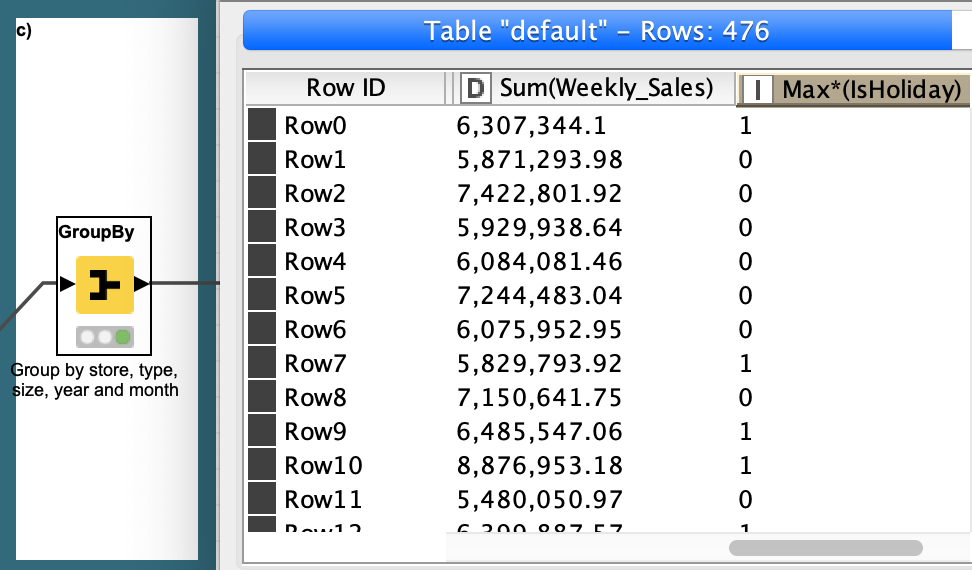 c)
GroupBy
Group by store, type,
size, year and month
Table "default" – Rows: 476
Row ID D Sum(Weekly_Sales) I Max*(IsHoliday)
Row0 6,307,344.1 1
Row1 5,871,293.98 0
Row2 7,422,801.92 0
Row3 5,929,938.64 0
Row4 6,084,081.46 0
Row5 7,244,483.04 0
Row6 6,075,952.95 0
Row7 5,829,793.92 1
Row8 7,150,641.75 0
Row9 6,485,547.06 1
Row10 8,876,953.18 1
Row11 5,480,050.97 0
Row12 6,399,887.57 1